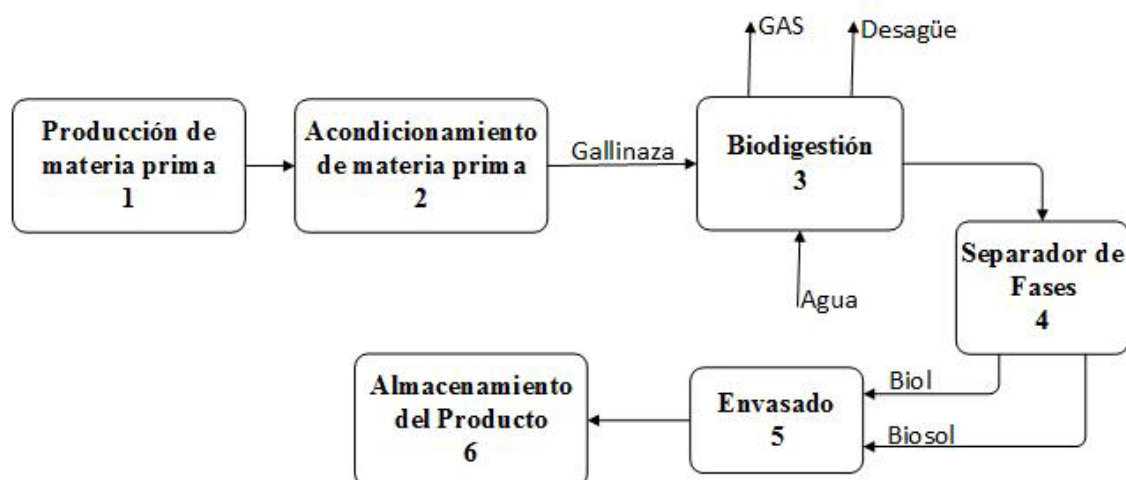 GAS
Desagüe
Producción de
materia prima
1
Acondicionamiento
de materia prima
2
Gallinaza
Biodigestión
3
Agua
Separador de
Fases
4
Biol
Biosol
Envasado
5
Almacenamiento
del Producto
6